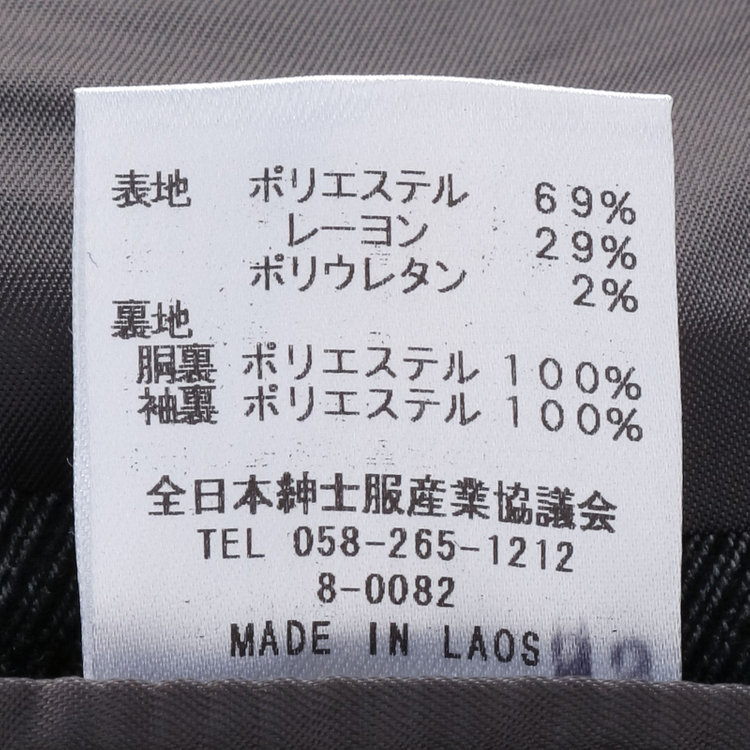 表地 ポリエステル 69%
レーヨン 29%
ポリウレタン 2%
裏地
胴裏 ポリエステル 100%
袖裏 ポリエステル 100%
全日本紳士服産業協議会
TEL 058-265-1212
8-0082
MADE IN LAOS